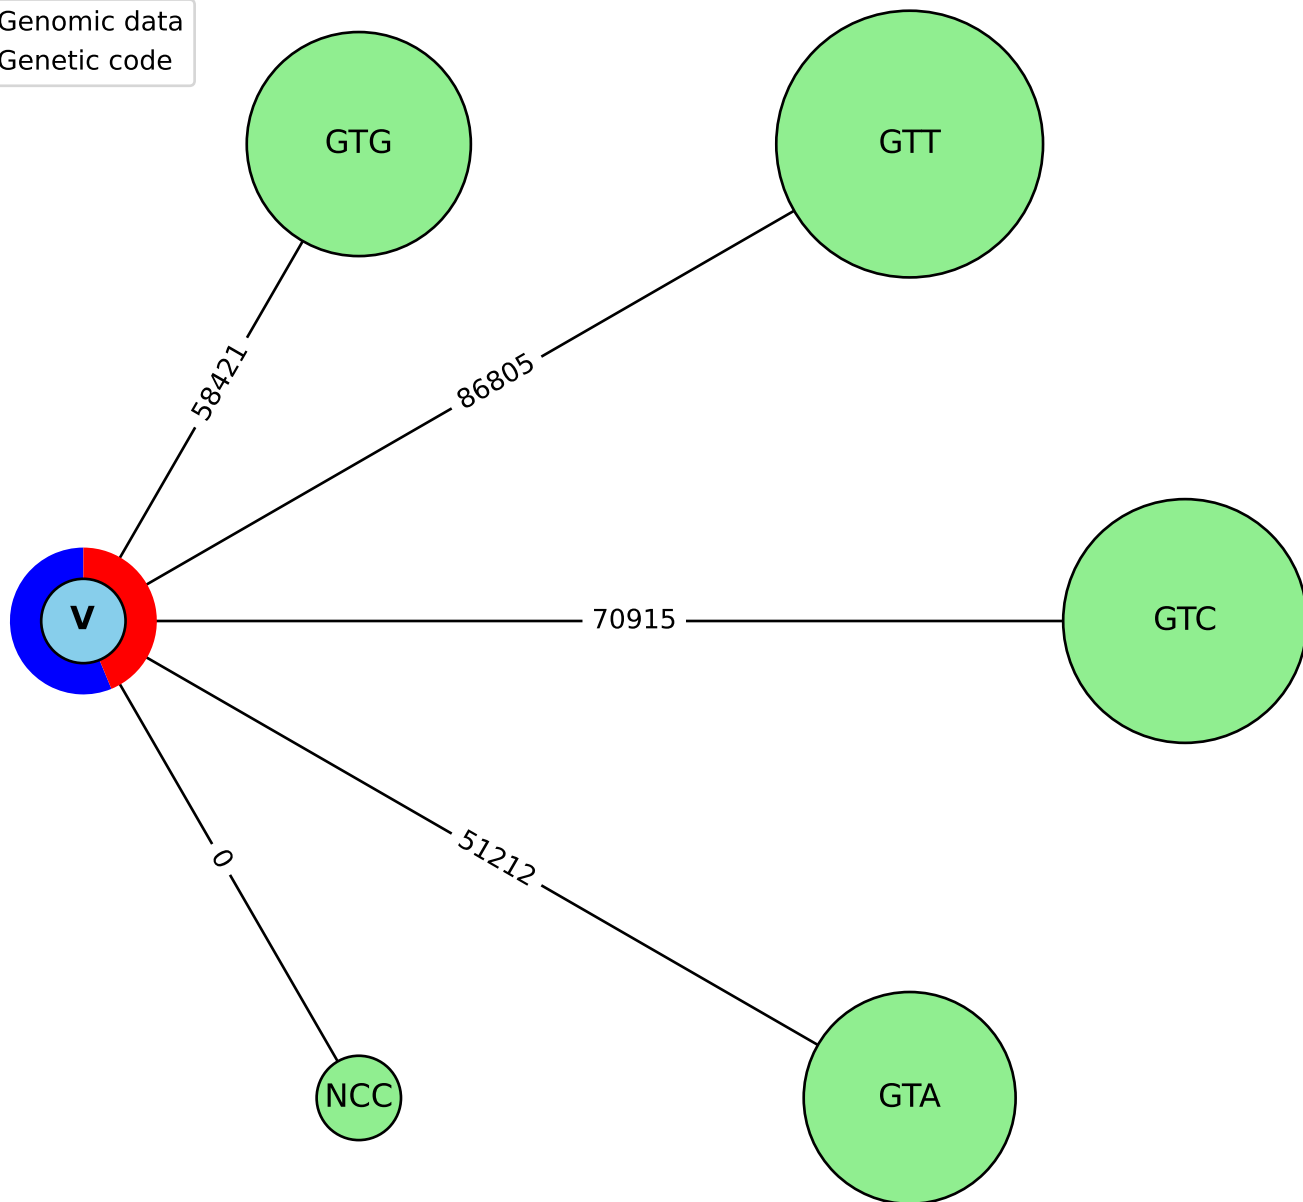 Genomic data
Genetic code
GTG
GTT
58421
86805
V
70915
GTC
0
51212
NCC
GTA